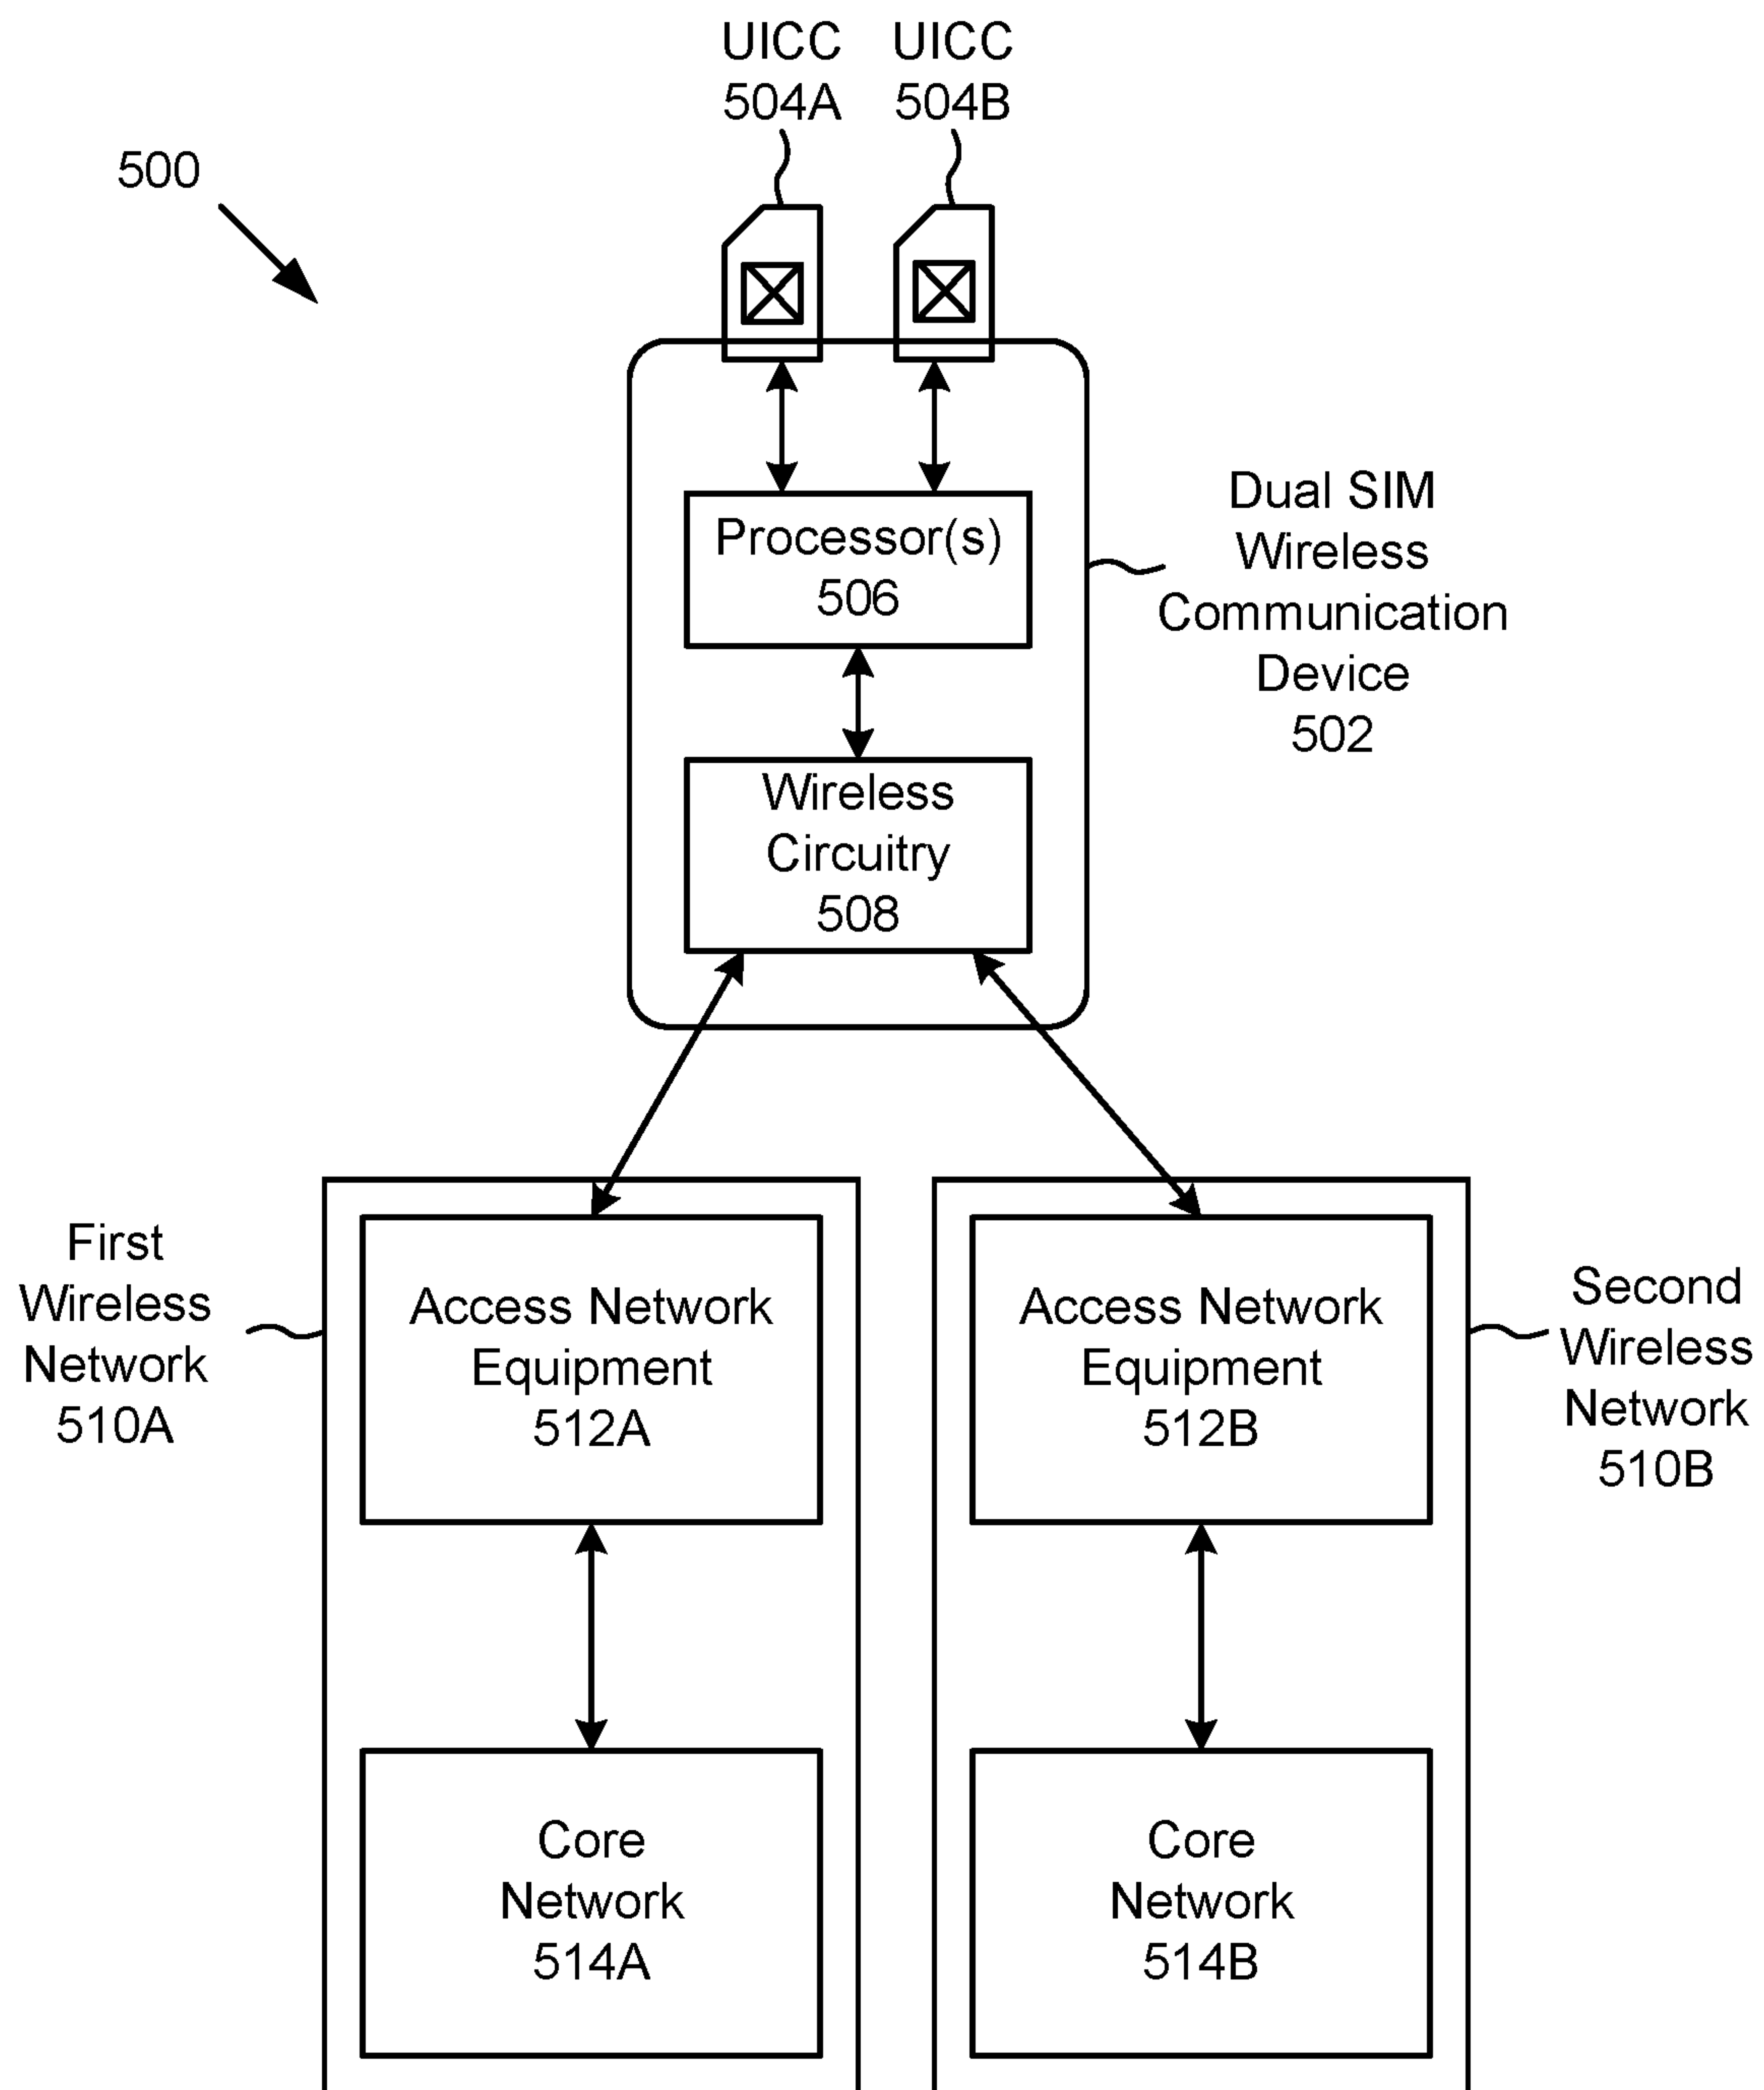 UICC
504A
UICC
504B
500
Dual SIM
Wireless
Communication
Device
502
Processor(s)
506
Wireless
Circuitry
508
First
Wireless
Network
510A
Access Network
Equipment
512A
Access Network
Equipment
512B
Second
Wireless
Network
510B
Core
Network
514A
Core
Network
514B